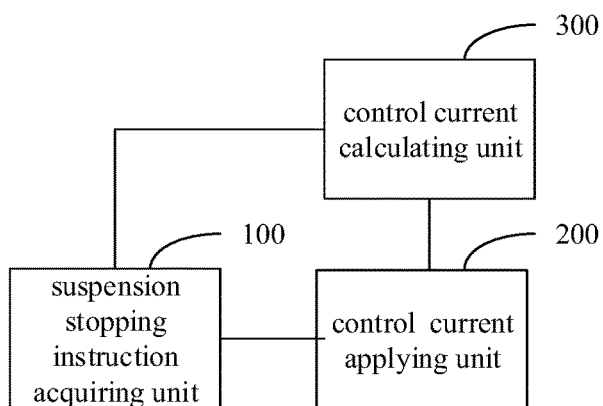 300
control current
calculating unit
100
200
suspension
stopping
instruction
acquiring unit
control current
applying unit